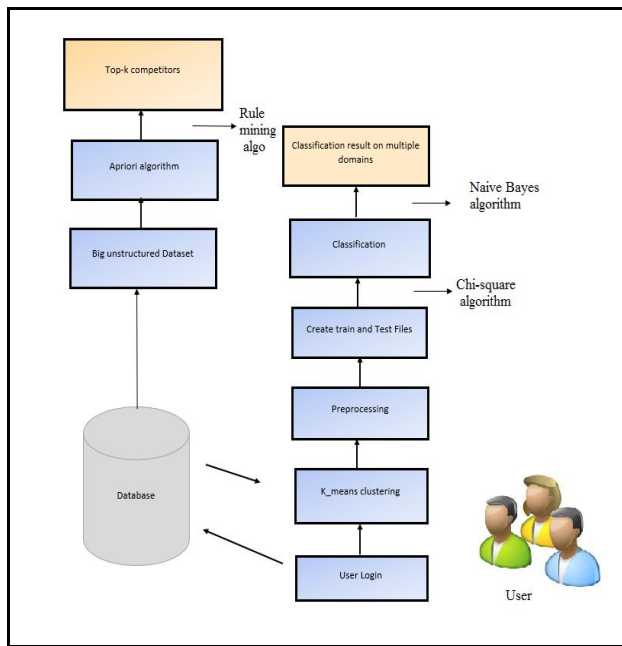 Top-k competitors
Rule
mining
algo
Apriori algorithm
Big unstructured Dataset
Database
Classification result on multiple
domains
Naive Bayes
algorithm
Classification
Chi-square
algorithm
Create train and Test Files
Preprocessing
K_means clustering
User Login
User